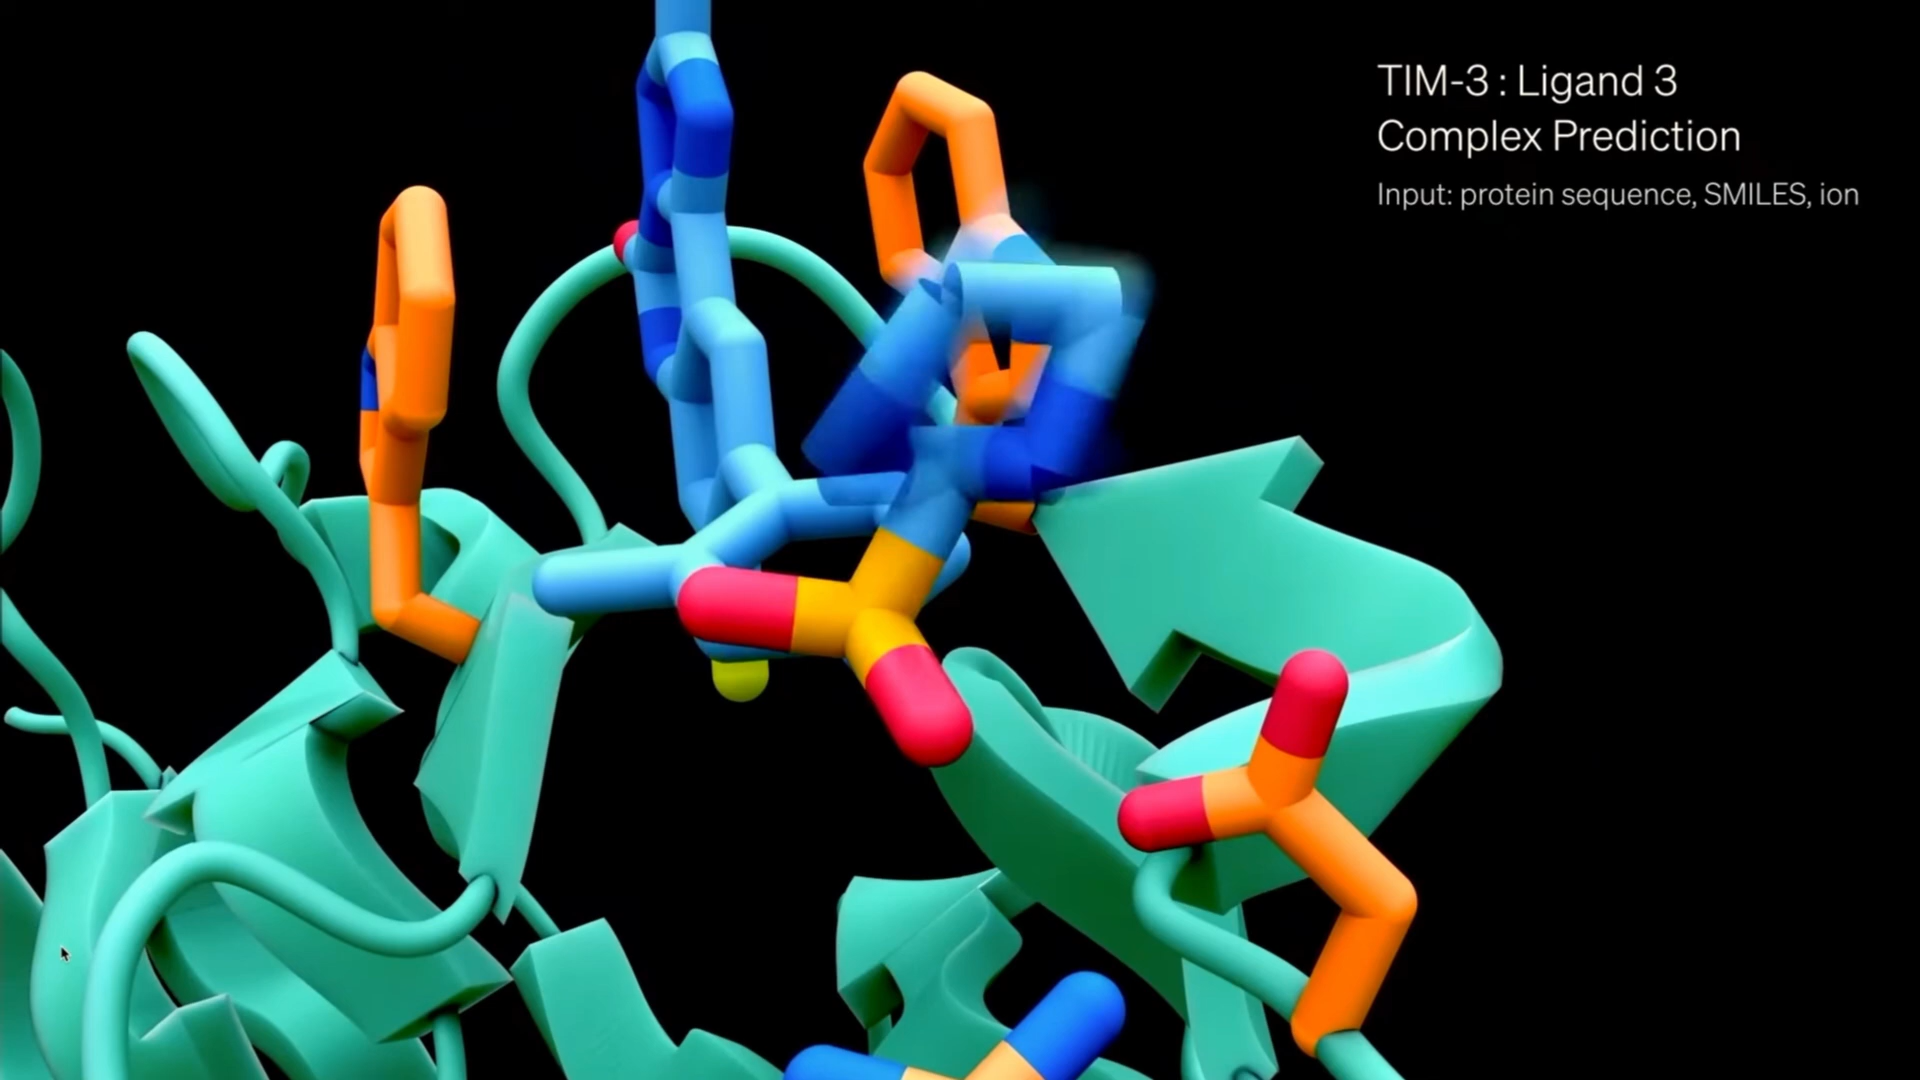 TIM-3 : Ligand 3
Complex Prediction
Input: protein sequence, SMILES, ion